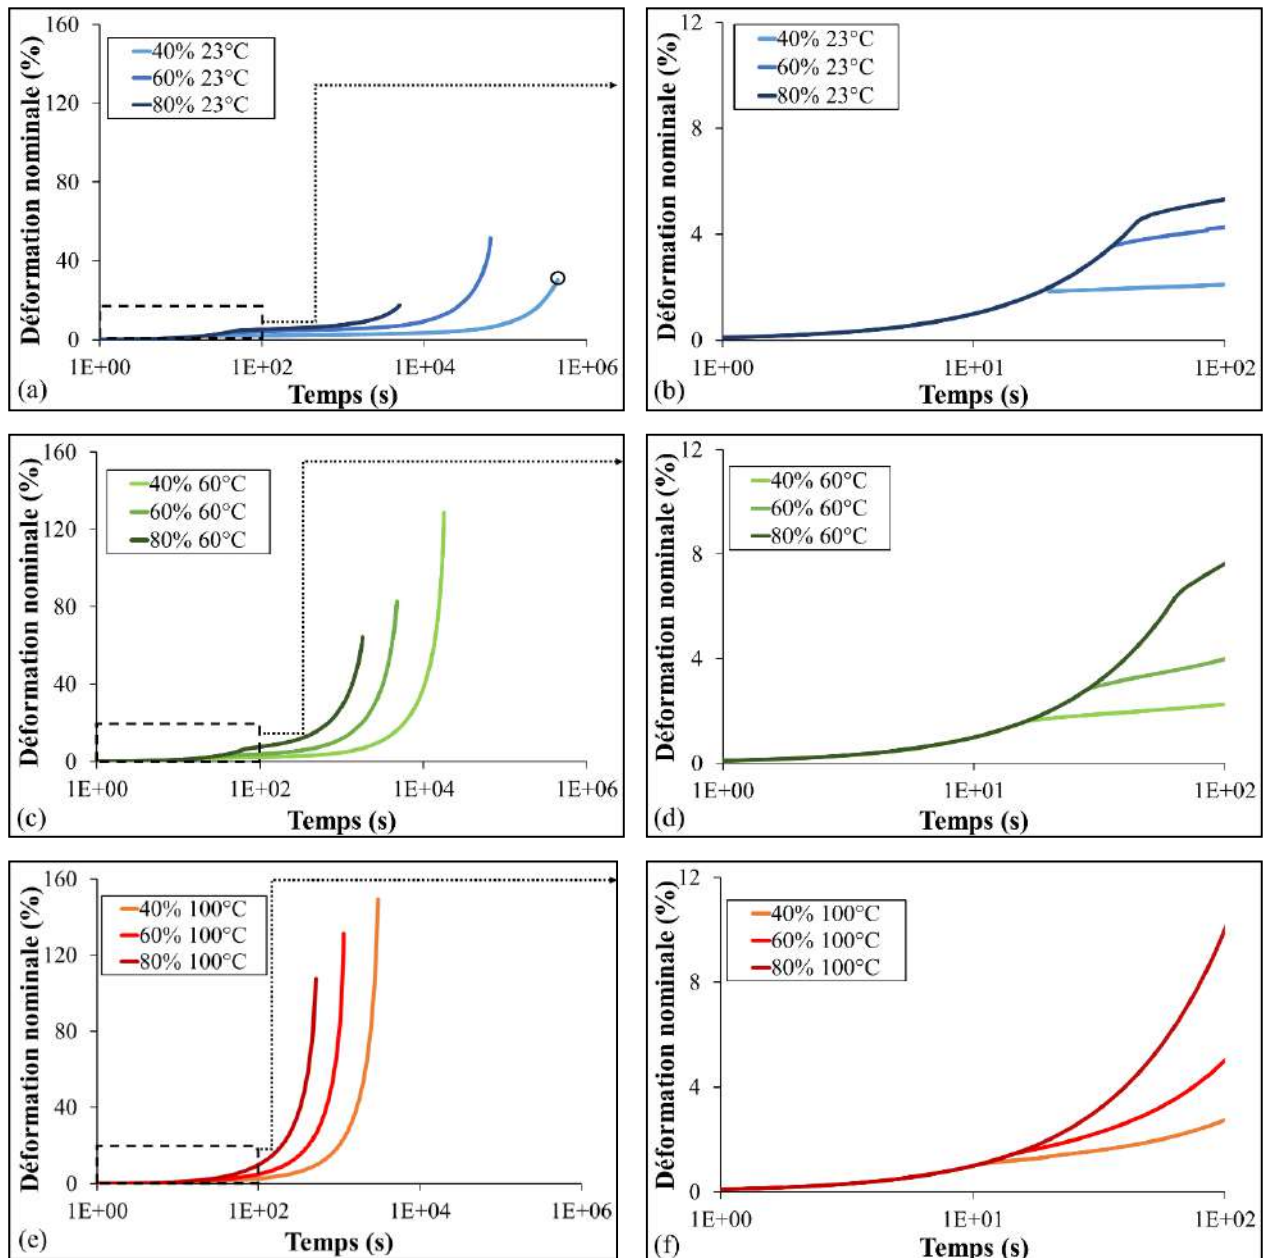 160
120
80
40
0
Déformation nominale (%)
40% 23°C
60% 23°C
80% 23°C
1E+00 1E+02 1E+04 1E+06
Temps (s)
(a)
12
8
4
0
Déformation nominale (%)
40% 23°C
60% 23°C
80% 23°C
1E+00 1E+01 1E+02
Temps (s)
(b)
160
120
80
40
0
Déformation nominale (%)
40% 60°C
60% 60°C
80% 60°C
1E+00 1E+02 1E+04 1E+06
Temps (s)
(c)
12
8
4
0
Déformation nominale (%)
40% 60°C
60% 60°C
80% 60°C
1E+00 1E+01 1E+02
Temps (s)
(d)
160
120
80
40
0
Déformation nominale (%)
40% 100°C
60% 100°C
80% 100°C
1E+00 1E+02 1E+04 1E+06
Temps (s)
(e)
12
8
4
0
Déformation nominale (%)
40% 100°C
60% 100°C
80% 100°C
1E+00 1E+01 1E+02
Temps (s)
(f)